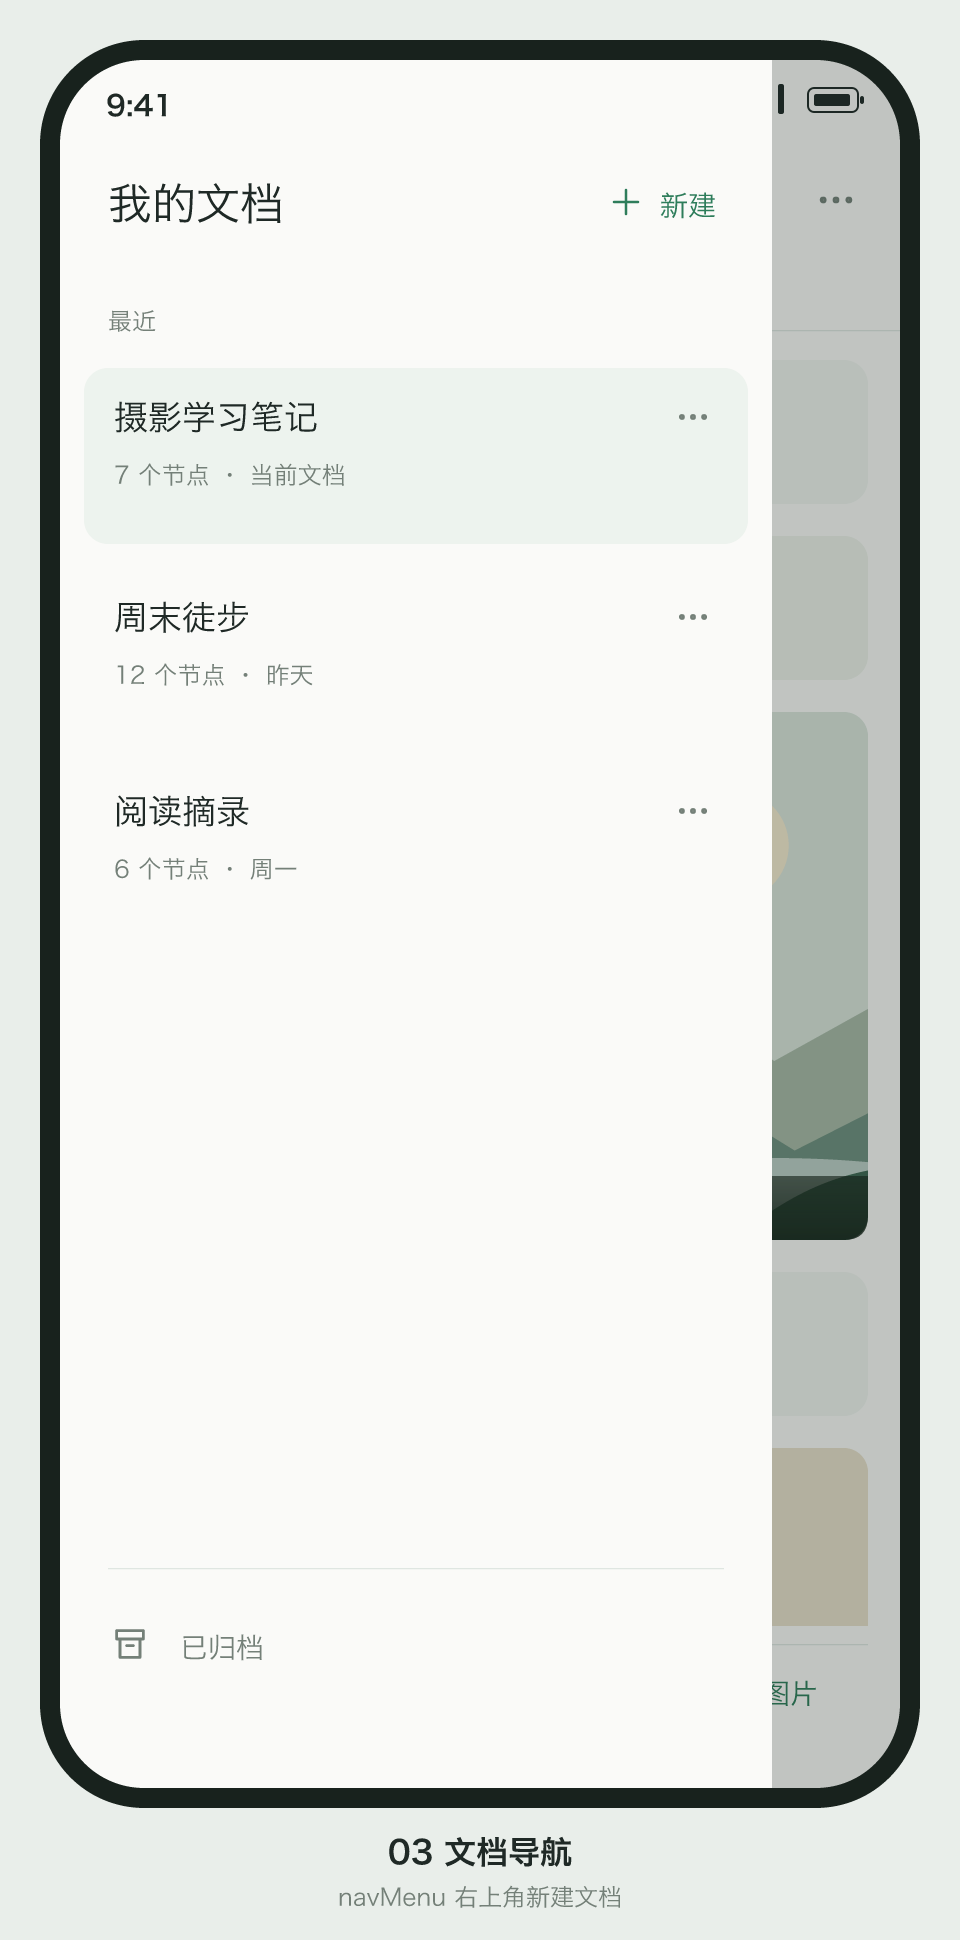 9:41
我的文档
新建
最近
摄影学习笔记
7 个节点 · 当前文档
周末徒步
12 个节点 · 昨天
阅读摘录
6 个节点 · 周一
已归档
图片
03 文档导航
navMenu 右上角新建文档